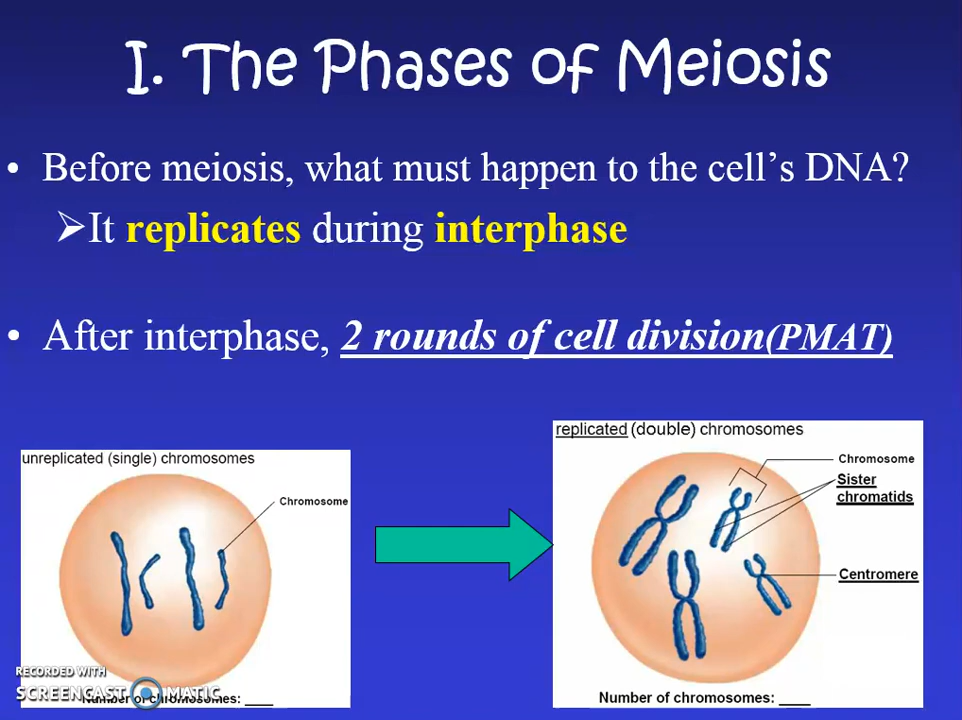 I. The Phases of Meiosis
• Before meiosis, what must happen to the cell’s DNA?
➢It replicates during interphase
• After interphase, 2 rounds of cell division(PMAT)
unreplicated (single) chromosomes
Chromosome
Number of chromosomes: ____
replicated (double) chromosomes
Chromosome
Sister
chromatids
Centromere
Number of chromosomes: ____
RECORDED WITH
SCREENCAST MATIC